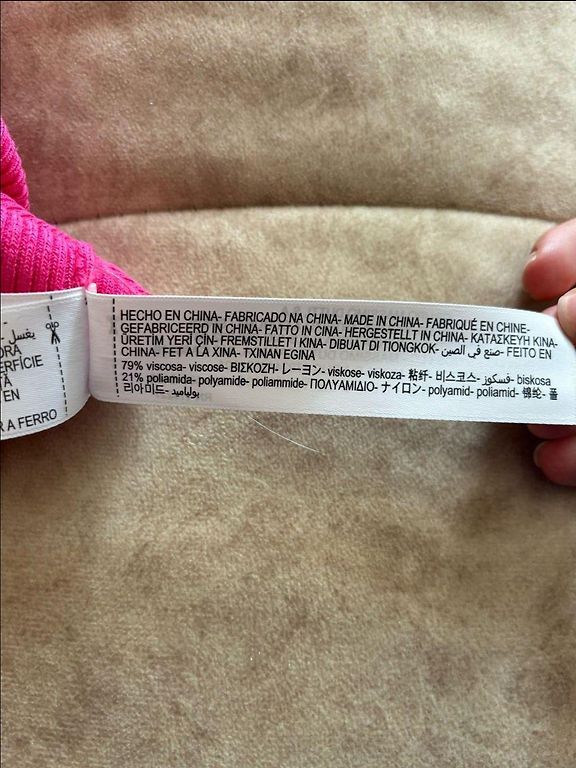 HECHO EN CHINA- FABRICADO NA CHINA- MADE IN CHINA- FABRIQUÉ EN CHINE-
GEFABRICEERD IN CHINA- FATTO IN CINA- HERGESTELLT IN CHINA- ΚΑΤΑΣΚΕΥΗ ΚΙΝΑ-
ÜRETİM YERİ ÇİN- FREMSTILLET I KINA- DIBUAT DI TIONGKOK- صنع في الصين- FEITO EN
CHINA- FET A LA XINA- TXINAN EGINA
79% viscosa- viscose- ΒΙΣΚΟΖΗ- レーヨン- viskose- viskoza- 粘纤- 비스코스- فسكوز- biskosa
21% poliamida- polyamide- poliammide- ΠΟΛΥΑΜΙΔΙΟ- ナイロン- polyamid- poliamid- 锦纶- 폴
리아미드- بولياميد
يغسل
ERFÍCIE
EN
R A FERRO